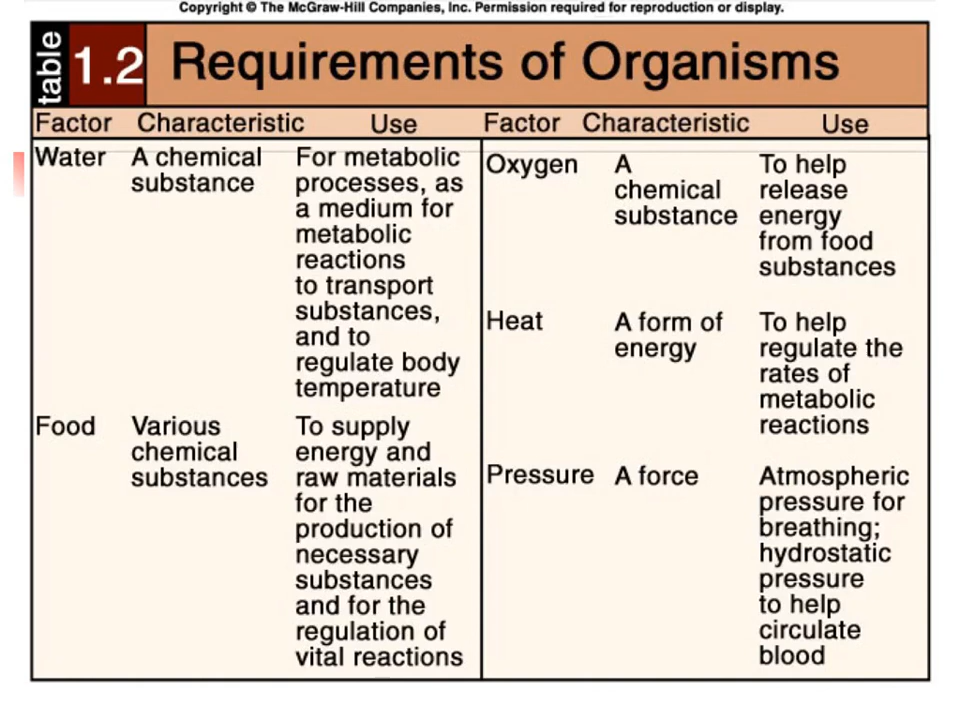 Copyright © The McGraw-Hill Companies, Inc. Permission required for reproduction or display.
table 1.2 Requirements of Organisms
Factor Characteristic Use
Water A chemical substance For metabolic
processes, as
a medium for
metabolic
reactions
to transport
substances,
and to
regulate body
temperature
Food Various chemical substances To supply
energy and
raw materials
for the
production of
necessary
substances
and for the
regulation of
vital reactions
Factor Characteristic Use
Oxygen A chemical substance To help
release
energy
from food
substances
Heat A form of energy To help
regulate the
rates of
metabolic
reactions
Pressure A force Atmospheric
pressure for
breathing;
hydrostatic
pressure
to help
circulate
blood